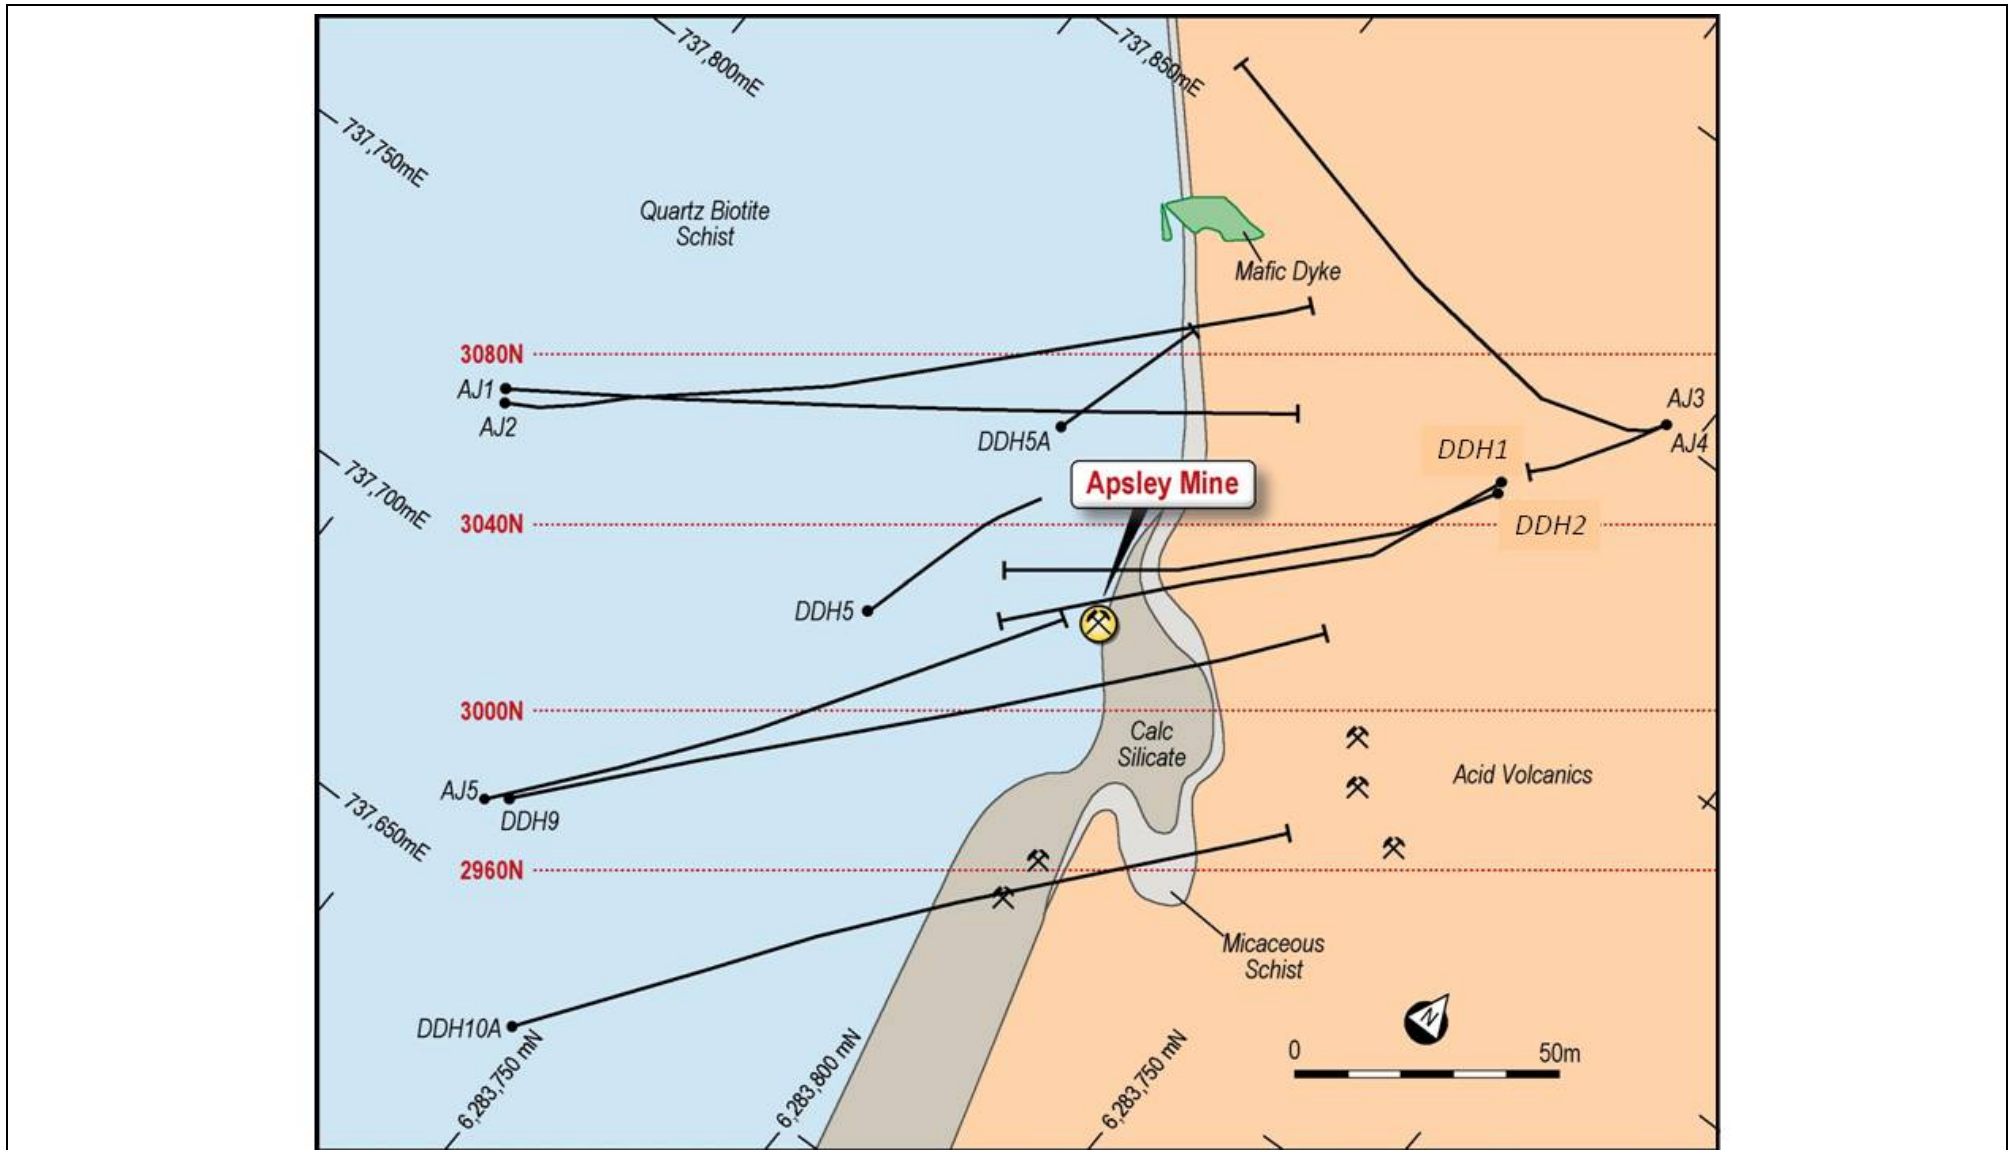 737,800mE
737,850mE
737,750mE
Quartz Biotite
Schist
Mafic Dyke
3080N
AJ1
AJ2
DDH5A
AJ3
AJ4
DDH1
737,700mE
Apsley Mine
3040N
DDH2
DDH5
3000N
Calc
Silicate
Acid Volcanics
AJ5
DDH9
737,650mE
2960N
Micaceous
Schist
DDH10A
N
0
50m
6,283,750 mN
6,283,800 mN
6,283,750 mN